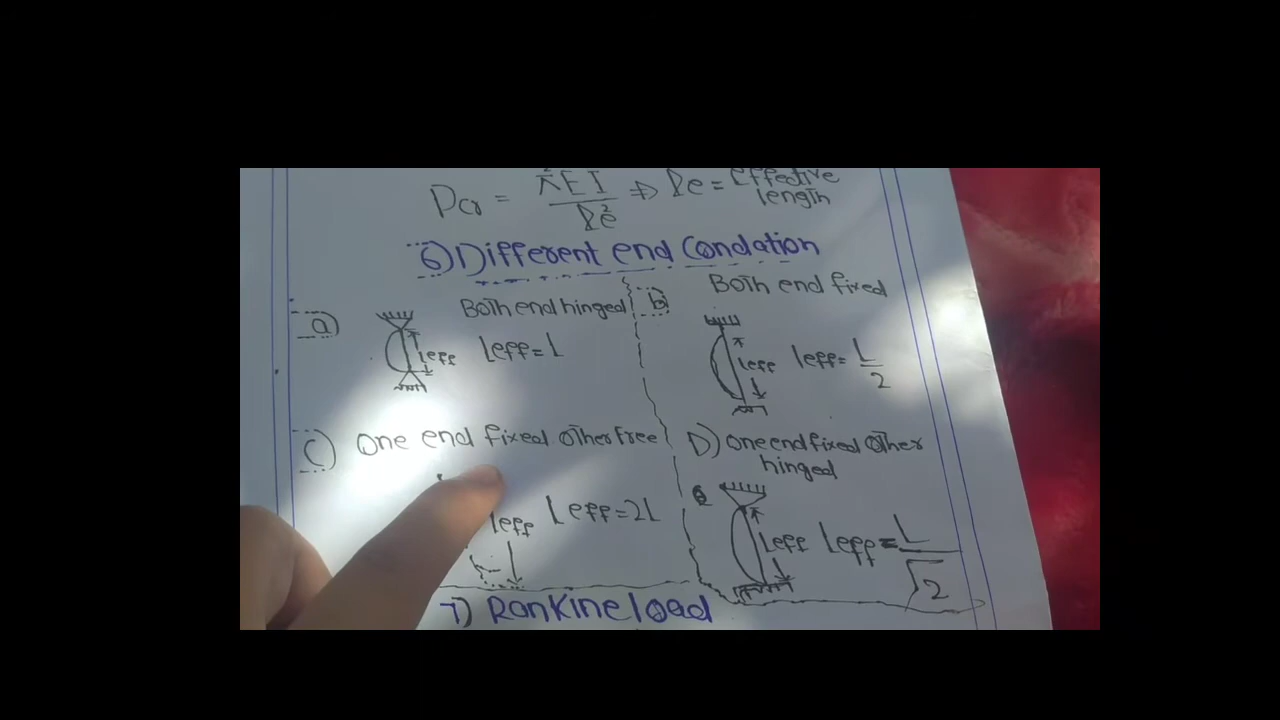 Pcr = π²EI / le² ⇒ le = Effective length
6) Different end Condation
a) Both end hinged
leff Leff = L
b) Both end fixed
leff leff = L/2
C) one end fixed other free
leff Leff = 2L
D) one end fixed other hinged
Leff Leff = L/√2
7) Rankine load